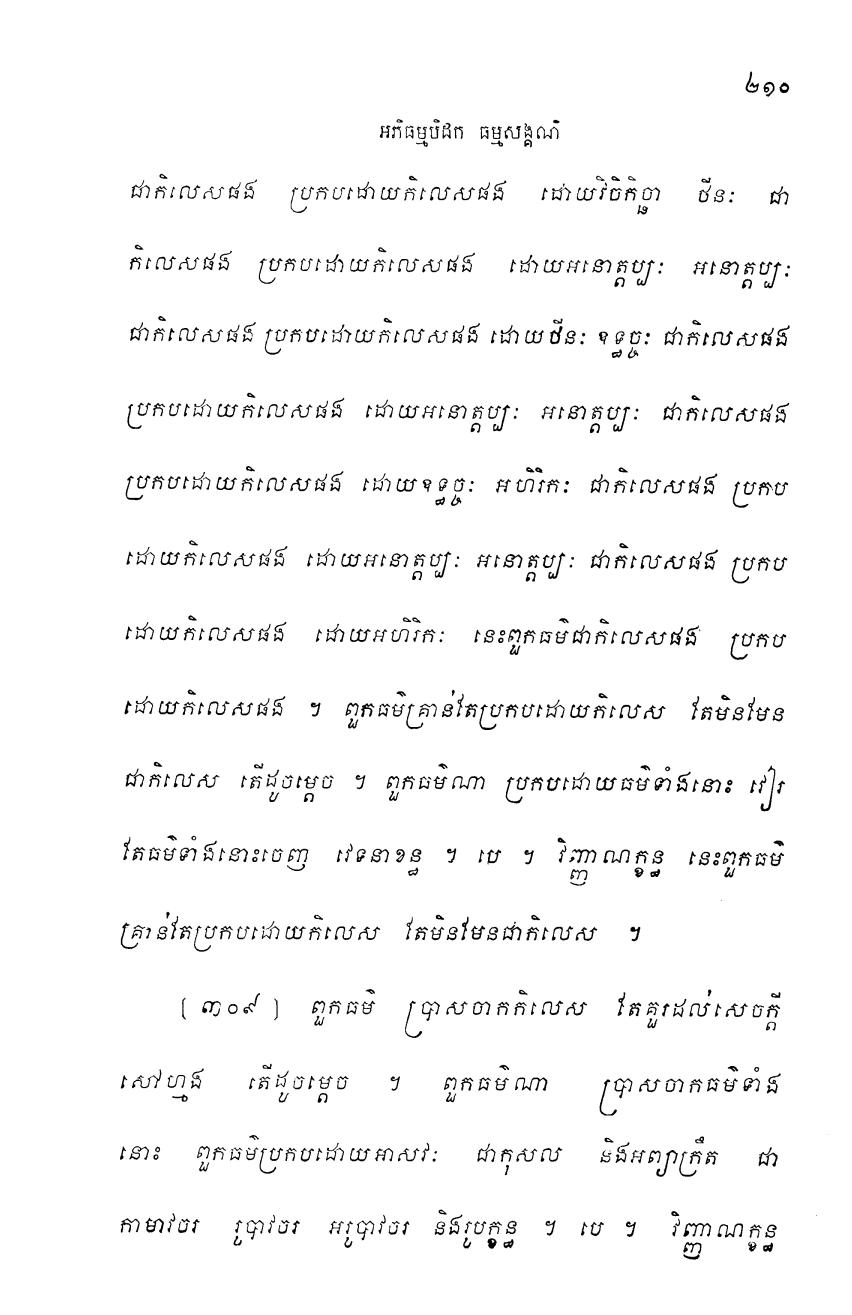 ២១០
អភិធម្មបិដក ធម្មសង្គណី
ជាកិលេសផង ប្រកបដោយកិលេសផង ដោយវិចិកិច្ឆា ថីនៈ ជា
កិលេសផង ប្រកបដោយកិលេសផង ដោយអនោត្តប្បៈ អនោត្តប្បៈ
ជាកិលេសផង ប្រកបដោយកិលេសផង ដោយថីនៈ ឧទ្ធច្ចៈ ជាកិលេសផង
ប្រកបដោយកិលេសផង ដោយអនោត្តប្បៈ អនោត្តប្បៈ ជាកិលេសផង
ប្រកបដោយកិលេសផង ដោយឧទ្ធច្ចៈ អហិរិកៈ ជាកិលេសផង ប្រកប
ដោយកិលេសផង ដោយអនោត្តប្បៈ អនោត្តប្បៈ ជាកិលេសផង ប្រកប
ដោយកិលេសផង ដោយអហិរិកៈ នេះពួកធម៌ជាកិលេសផង ប្រកប
ដោយកិលេសផង ។ ពួកធម៌គ្រាន់តែប្រកបដោយកិលេស តែមិនមែន
ជាកិលេស តើដូចម្តេច ។ ពួកធម៌ណា ប្រកបដោយធម៌ទាំងនោះ វៀរ
តែធម៌ទាំងនោះចេញ វេទនាខន្ធ ។ បេ ។ វិញ្ញាណក្ខន្ធ នេះពួកធម៌
គ្រាន់តែប្រកបដោយកិលេស តែមិនមែនជាកិលេស ។
[៣០៩] ពួកធម៌ ប្រាសចាកកិលេស តែគួរដល់សេចក្តី
សៅហ្មង តើដូចម្តេច ។ ពួកធម៌ណា ប្រាសចាកធម៌ទាំង
នោះ ពួកធម៌ប្រកបដោយអាសវៈ ជាកុសល និងអព្យាក្រឹត ជា
កាមាវចរ រូបាវចរ អរូបាវចរ និងរូបក្ខន្ធ ។ បេ ។ វិញ្ញាណក្ខន្ធ